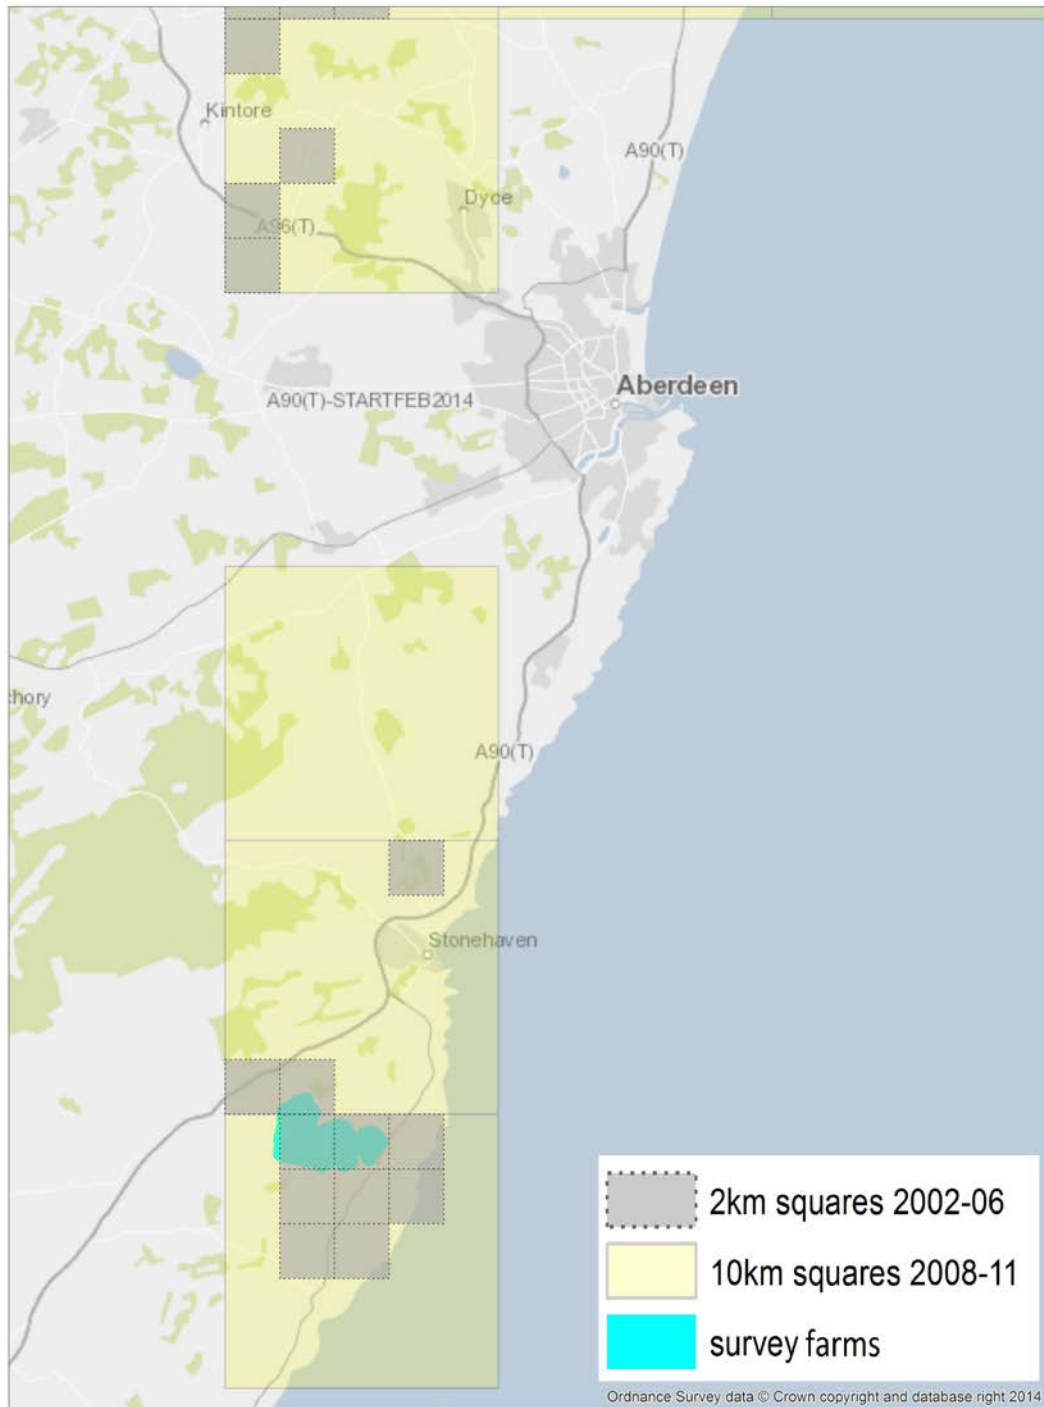 Kintore
A90(T)
Dyce
A96(T)
Aberdeen
A90(T)-STARTFEB2014
chory
A90(T)
Stonehaven
2km squares 2002-06
10km squares 2008-11
survey farms
Ordnance Survey data © Crown copyright and database right 2014